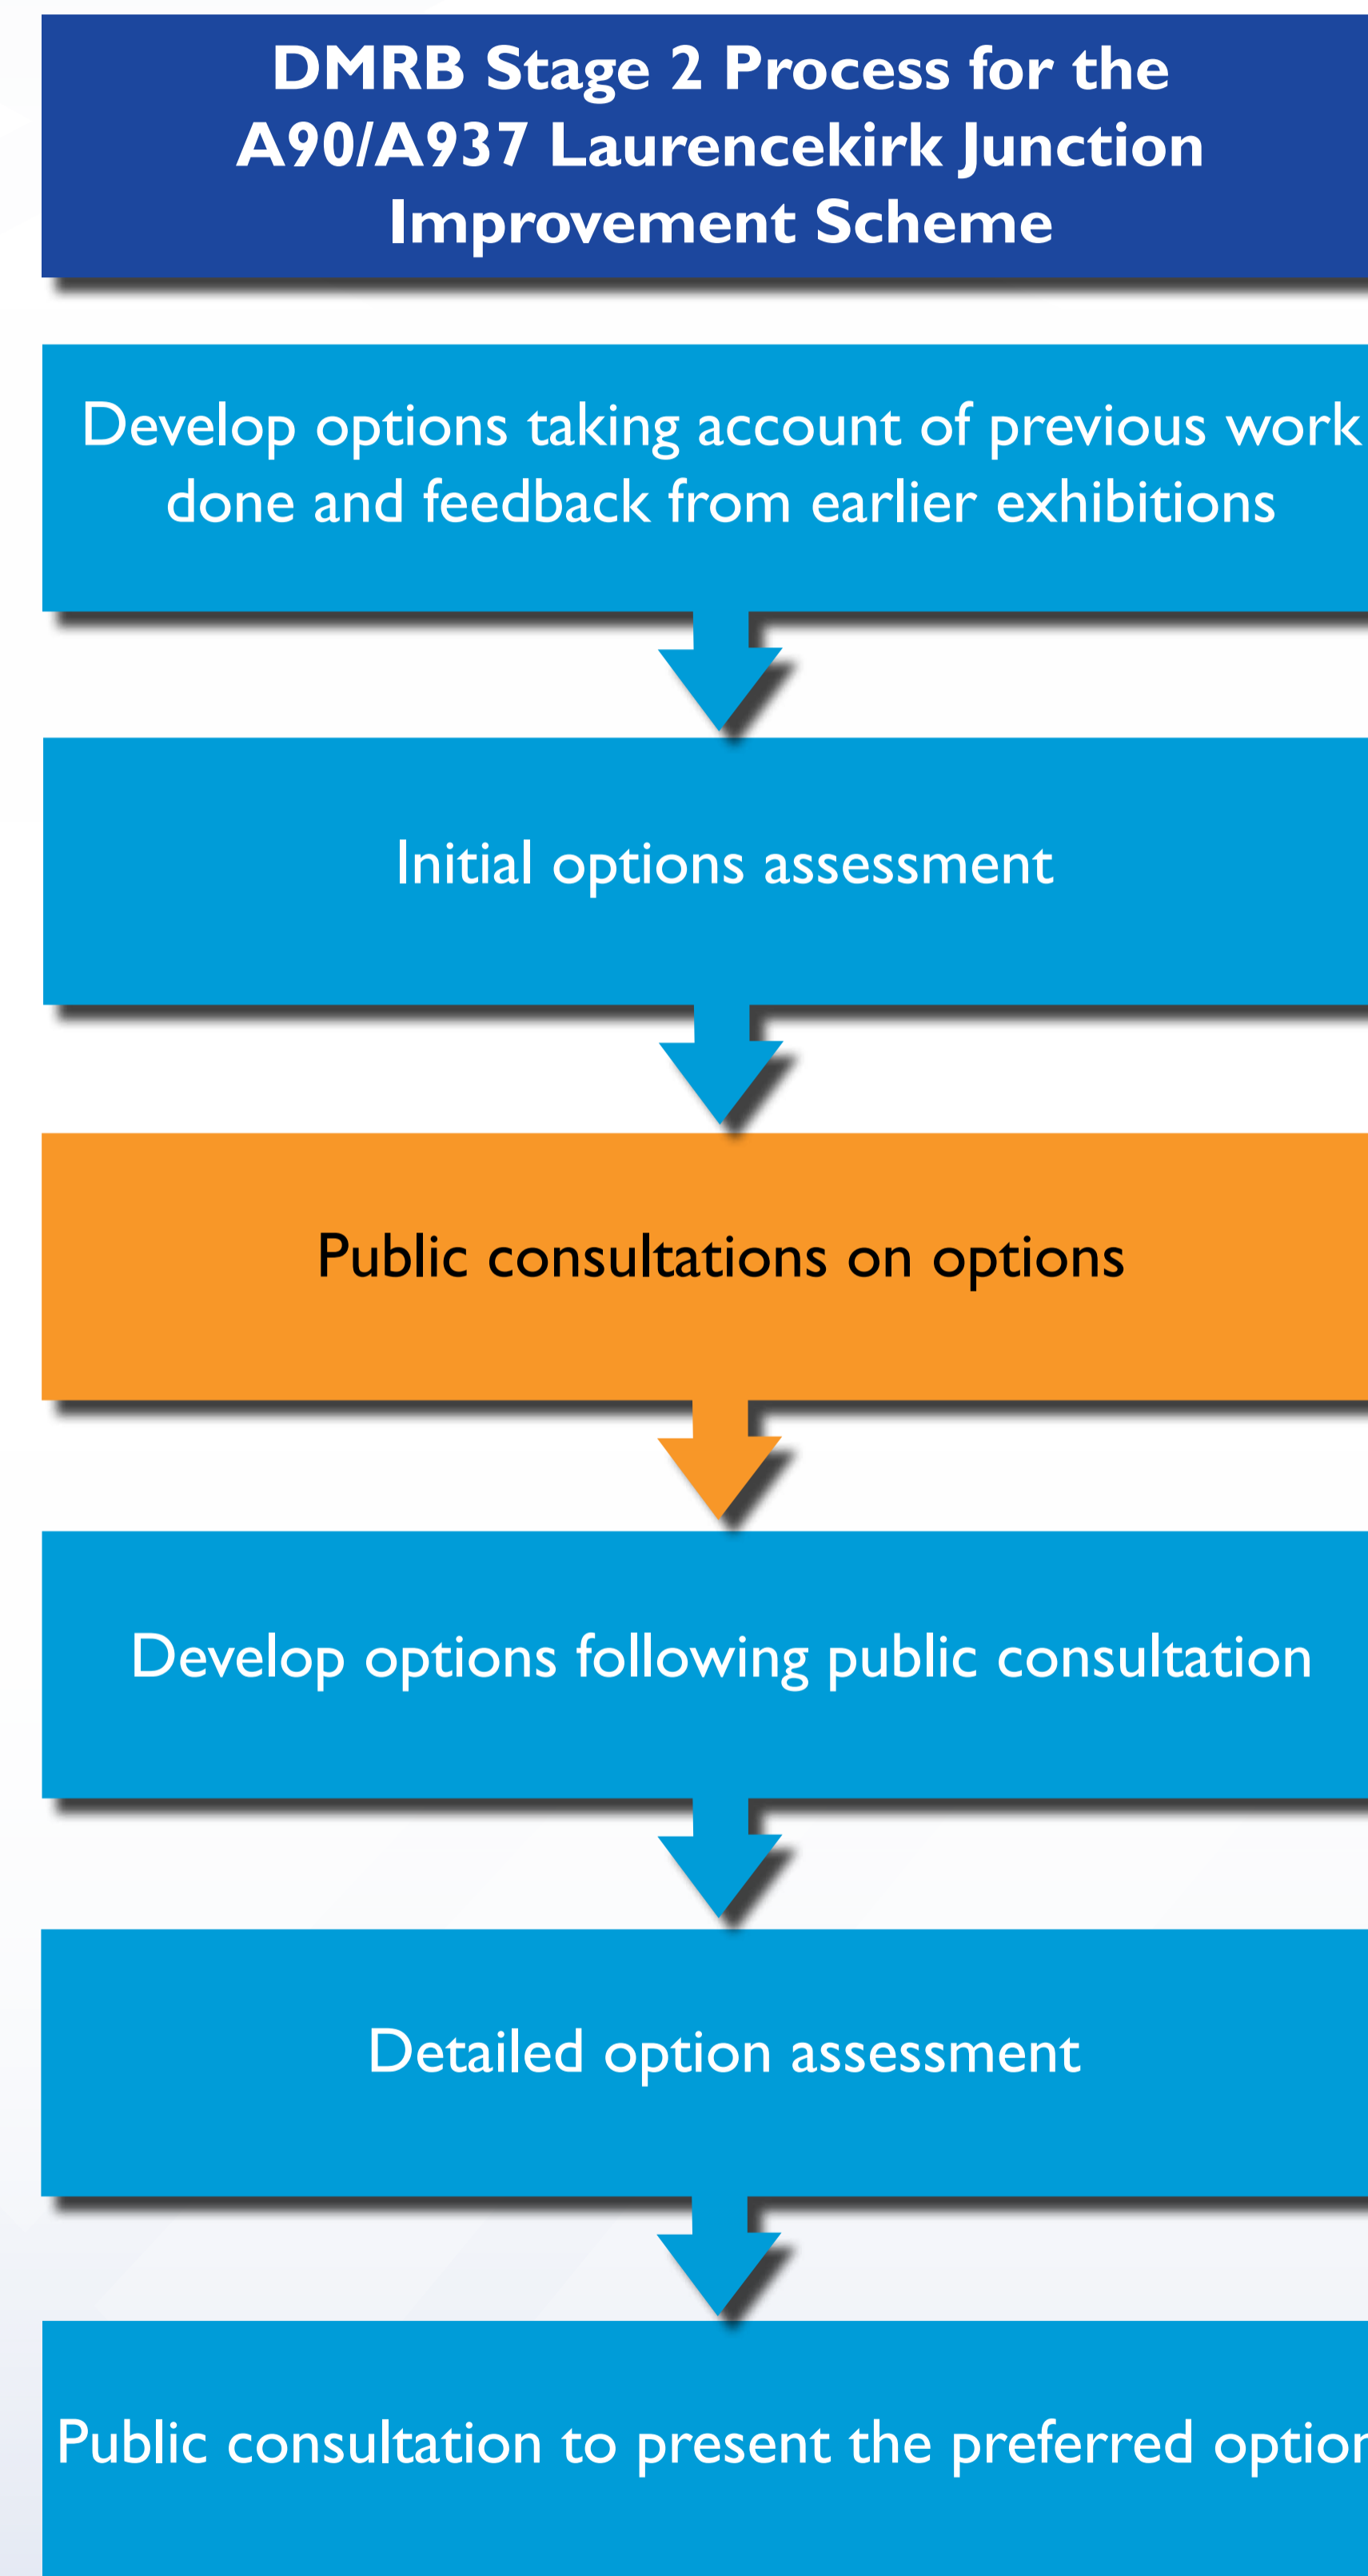 DMRB Stage 2 Process for the
A90/A937 Laurencekirk Junction
Improvement Scheme
Develop options taking account of previous work
done and feedback from earlier exhibitions
Initial options assessment
Public consultations on options
Develop options following public consultation
Detailed option assessment
Public consultation to present the preferred option